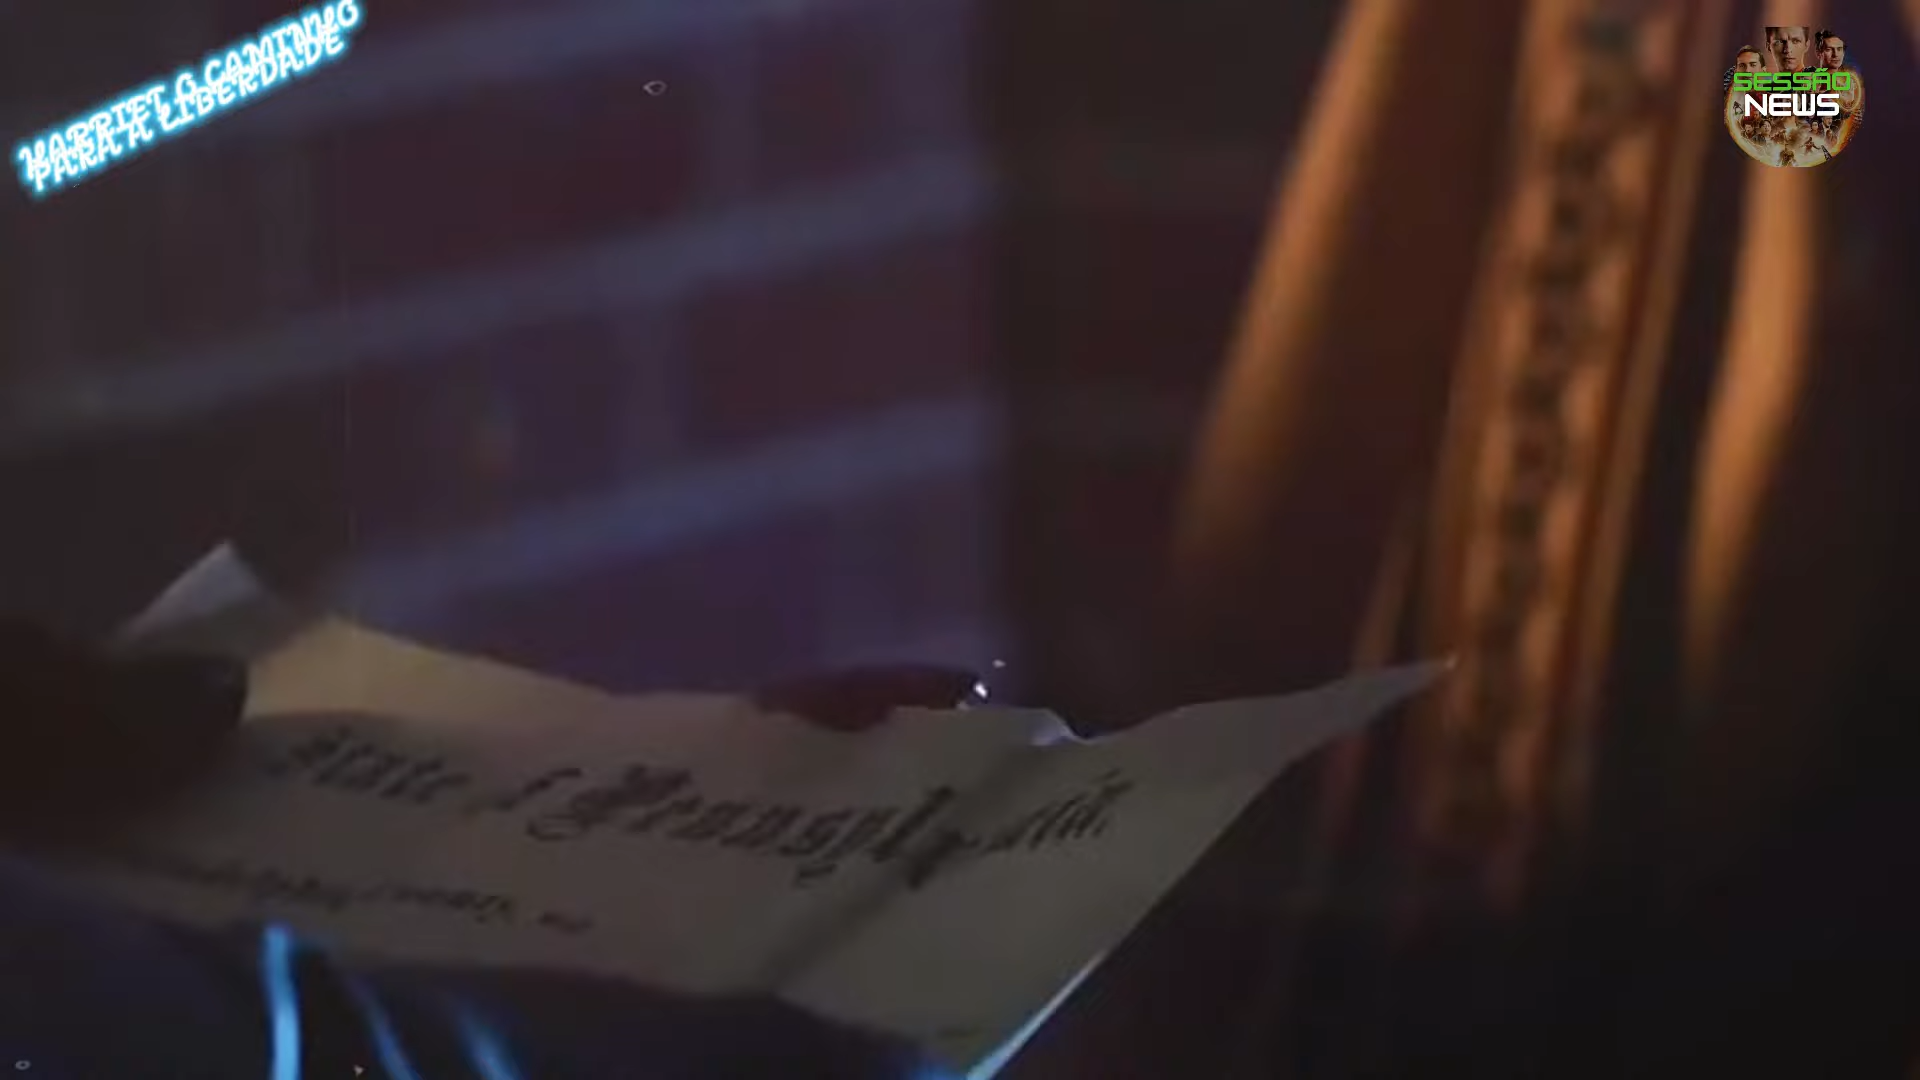 HARRIET O CAMINHO
PARA A LIBERDADE
SESSÃO
NEWS
State of Pennsylvania.